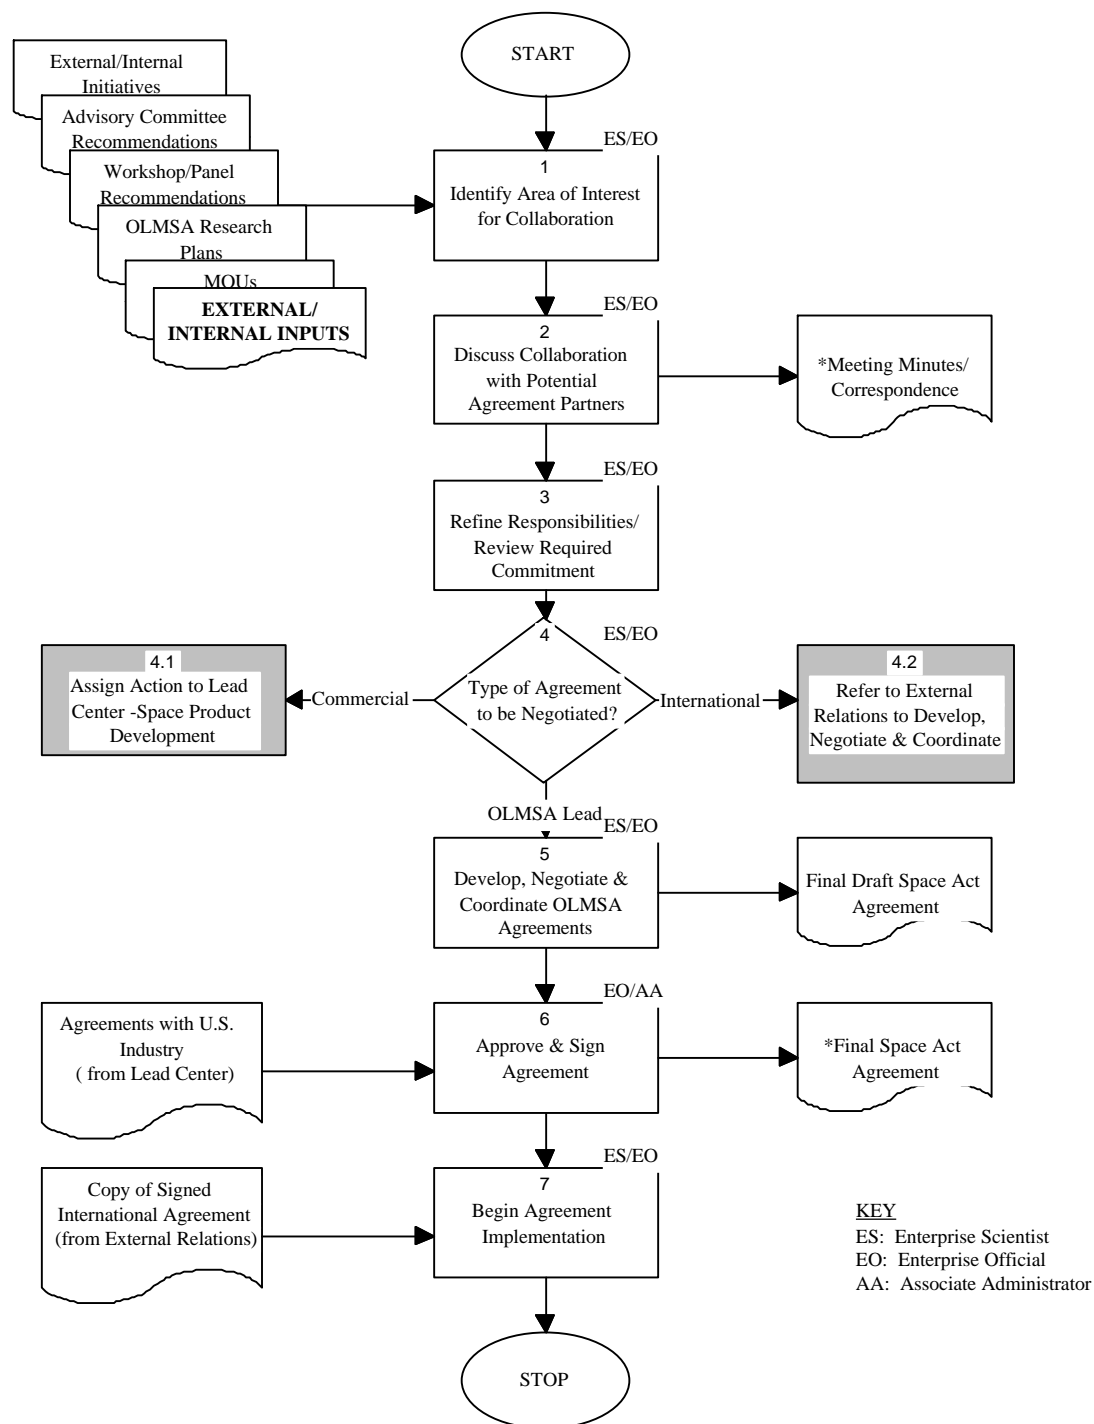 START
External/Internal
Initiatives
Advisory Committee
Recommendations
Workshop/Panel
Recommendations
OLMSA Research
Plans
MOUs
EXTERNAL/
INTERNAL INPUTS
ES/EO
1
Identify Area of Interest
for Collaboration
ES/EO
2
Discuss Collaboration
with Potential
Agreement Partners
*Meeting Minutes/
Correspondence
ES/EO
3
Refine Responsibilities/
Review Required
Commitment
ES/EO
4
Type of Agreement
to be Negotiated?
Commercial
4.1
Assign Action to Lead
Center -Space Product
Development
International
4.2
Refer to External
Relations to Develop,
Negotiate & Coordinate
OLMSA Lead
ES/EO
5
Develop, Negotiate &
Coordinate OLMSA
Agreements
Final Draft Space Act
Agreement
EO/AA
6
Approve & Sign
Agreement
Agreements with U.S.
Industry
( from Lead Center)
*Final Space Act
Agreement
ES/EO
7
Begin Agreement
Implementation
Copy of Signed
International Agreement
(from External Relations)
KEY
ES: Enterprise Scientist
EO: Enterprise Official
AA: Associate Administrator
STOP